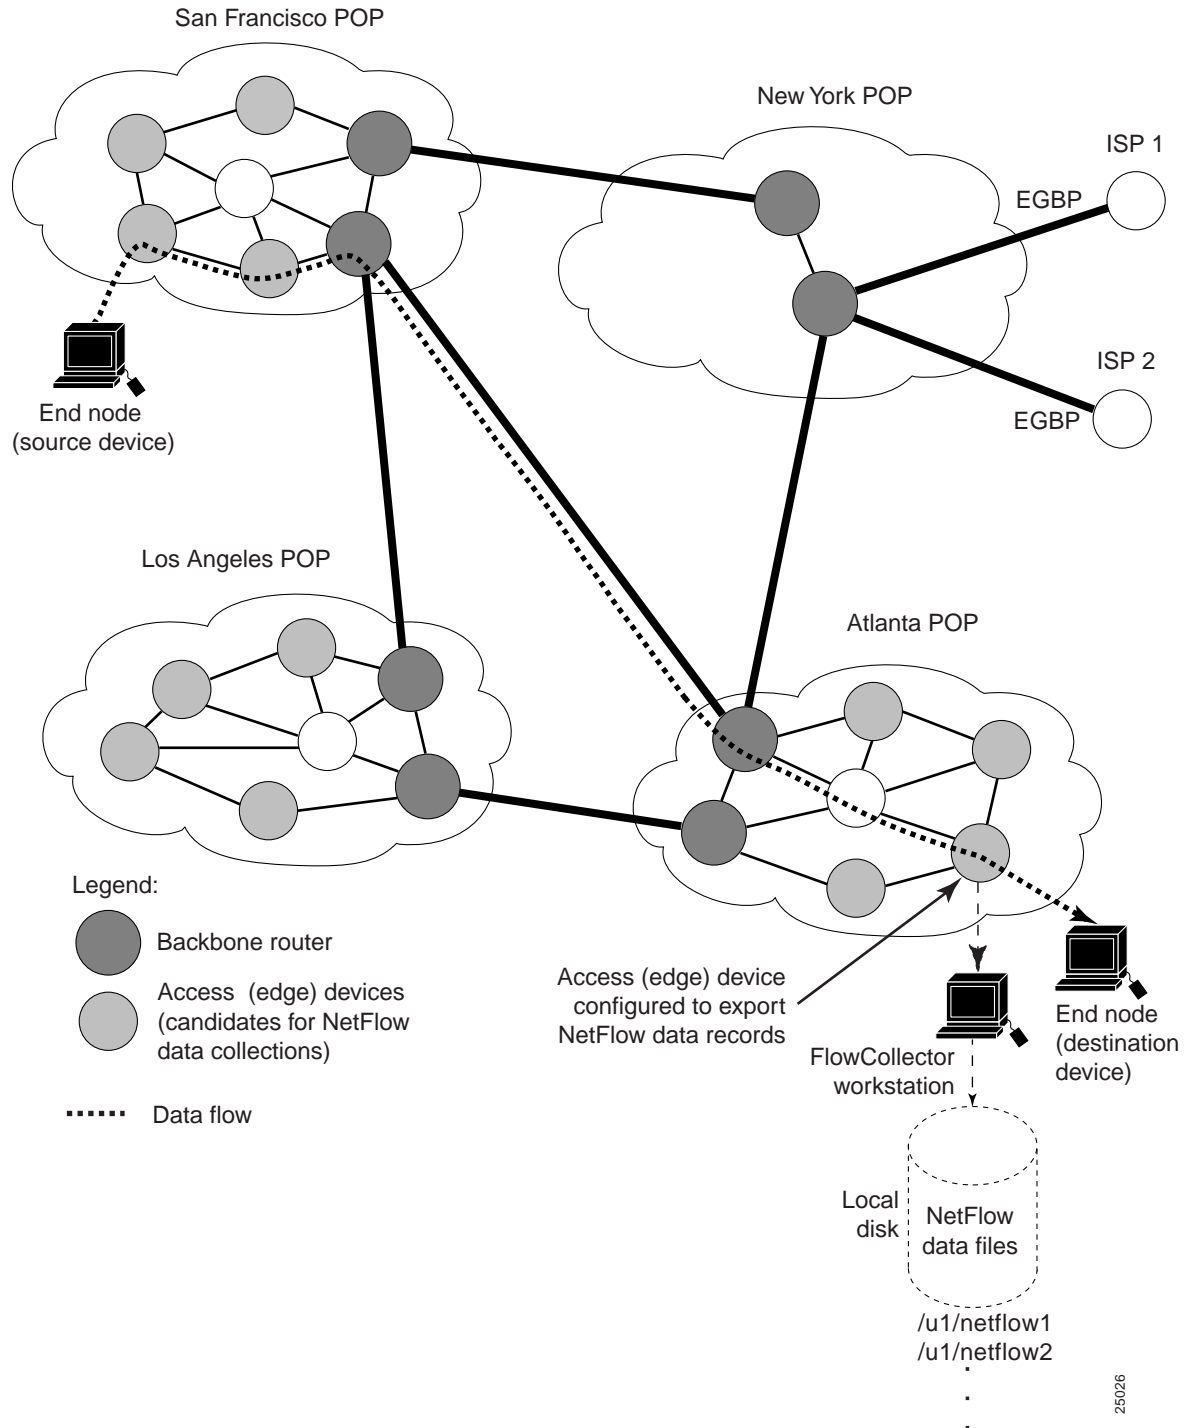 San Francisco POP
New York POP
ISP 1
EGBP
ISP 2
EGBP
End node
(source device)
Los Angeles POP
Atlanta POP
Legend:
Backbone router
Access (edge) devices
(candidates for NetFlow
data collections)
Data flow
Access (edge) device
configured to export
NetFlow data records
End node
(destination
device)
FlowCollector
workstation
Local
disk
NetFlow
data files
/u1/netflow1
/u1/netflow2
.
.
.
25026